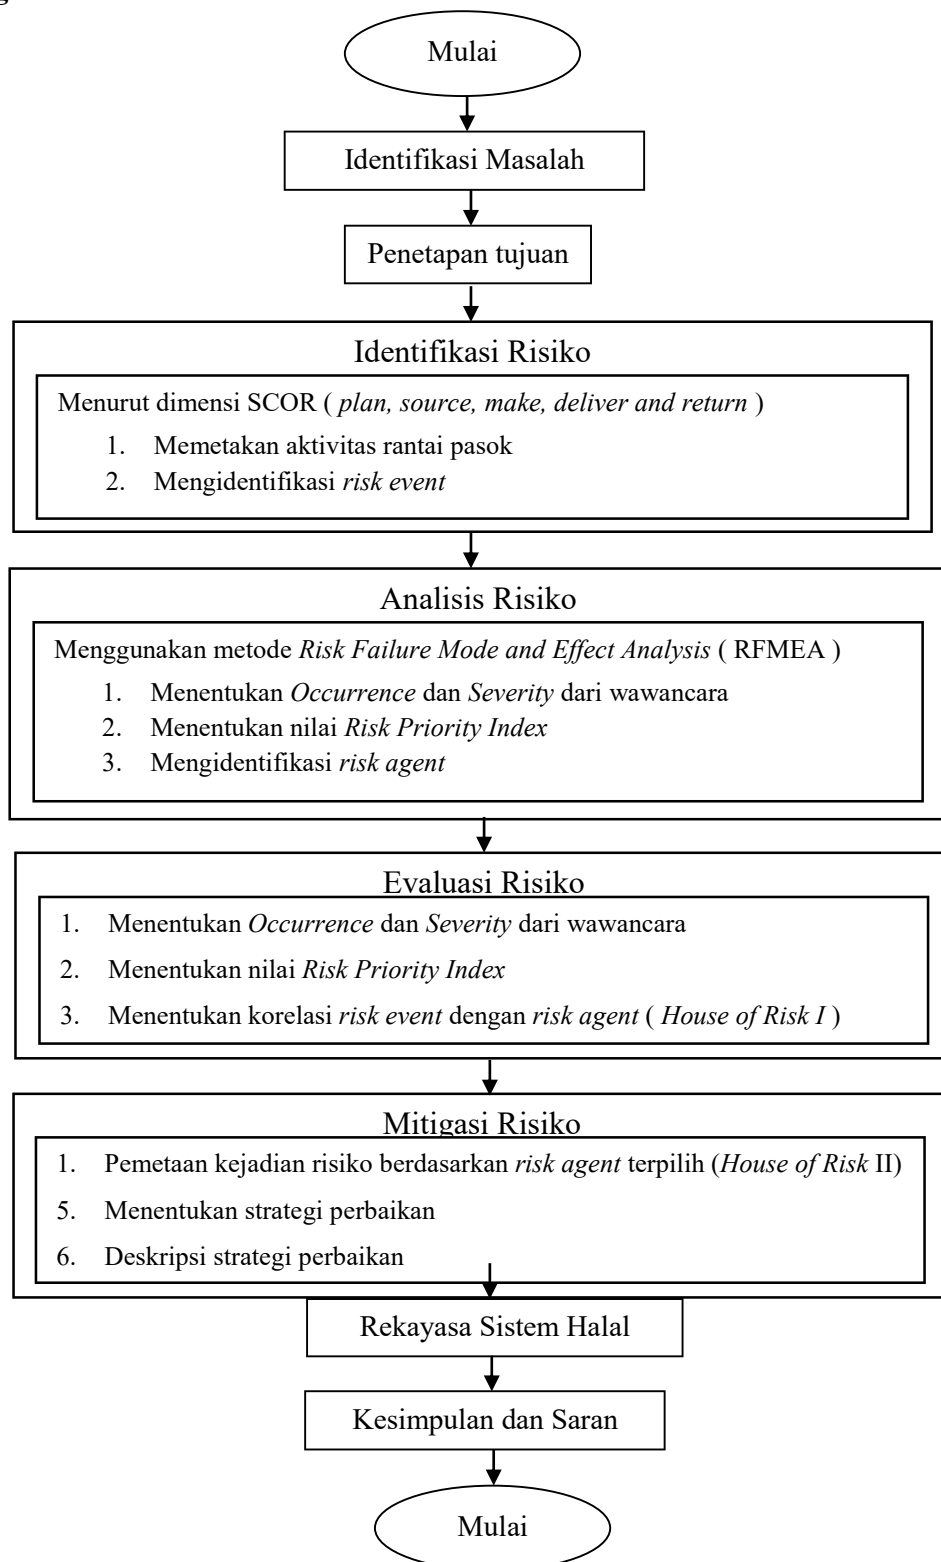 Mulai
Identifikasi Masalah
Penetapan tujuan
Identifikasi Risiko
Menurut dimensi SCOR ( plan, source, make, deliver and return )
1. Memetakan aktivitas rantai pasok
2. Mengidentifikasi risk event
Analisis Risiko
Menggunakan metode Risk Failure Mode and Effect Analysis ( RFMEA )
1. Menentukan Occurrence dan Severity dari wawancara
2. Menentukan nilai Risk Priority Index
3. Mengidentifikasi risk agent
Evaluasi Risiko
1. Menentukan Occurrence dan Severity dari wawancara
2. Menentukan nilai Risk Priority Index
3. Menentukan korelasi risk event dengan risk agent ( House of Risk I )
Mitigasi Risiko
1. Pemetaan kejadian risiko berdasarkan risk agent terpilih (House of Risk II)
5. Menentukan strategi perbaikan
6. Deskripsi strategi perbaikan
Rekayasa Sistem Halal
Kesimpulan dan Saran
Mulai